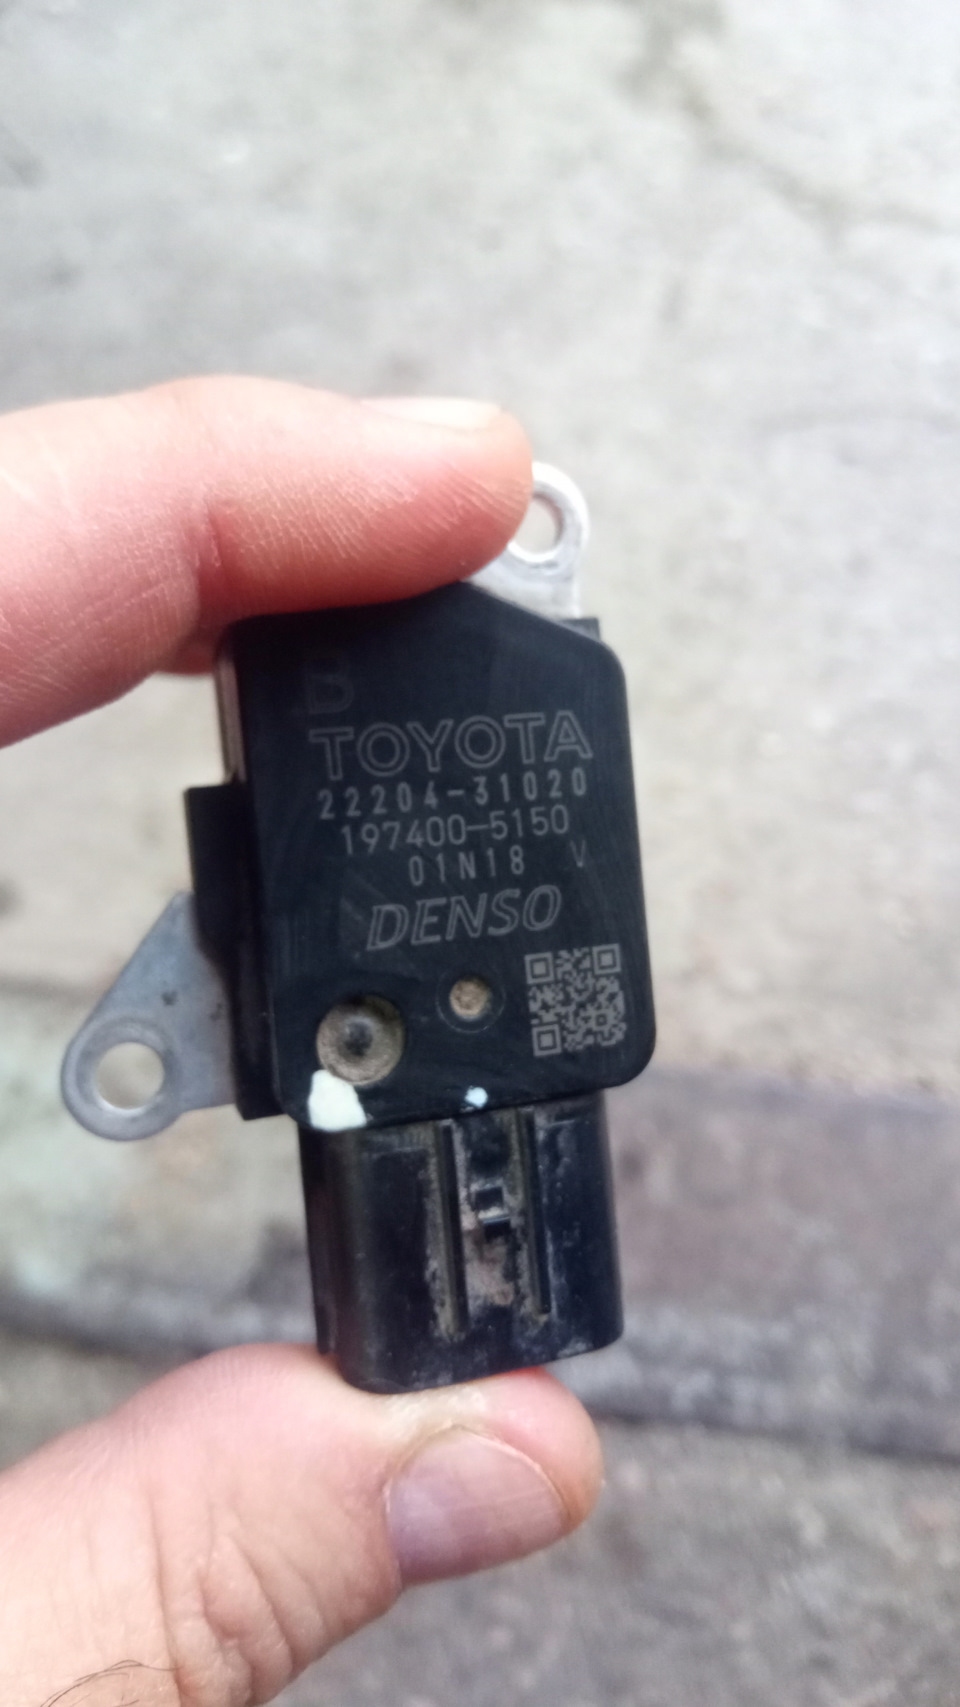 B
TOYOTA
22204-31020
197400-5150
01N18 V
DENSO